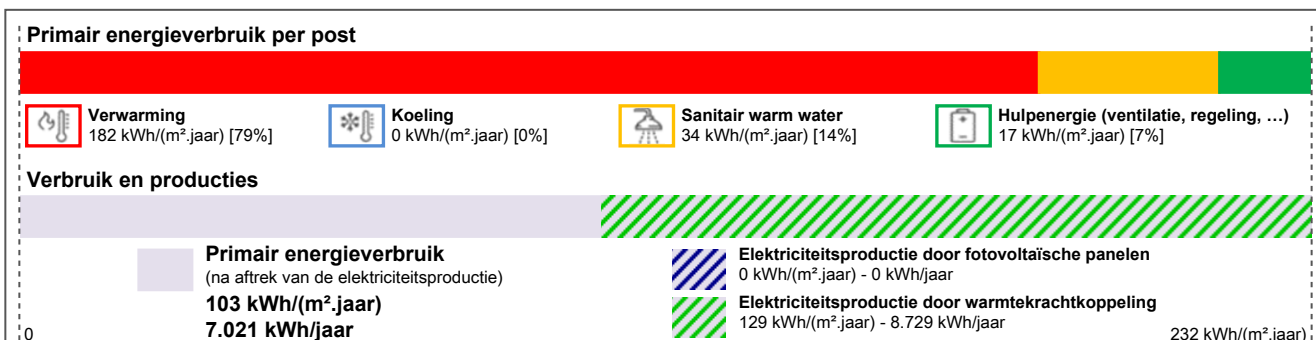 Primair energieverbruik per post
Verwarming
182 kWh/(m².jaar) [79%]
Koeling
0 kWh/(m².jaar) [0%]
Sanitair warm water
34 kWh/(m².jaar) [14%]
Hulpenergie (ventilatie, regeling, …)
17 kWh/(m².jaar) [7%]
Verbruik en producties
Primair energieverbruik
(na aftrek van de elektriciteitsproductie)
103 kWh/(m².jaar)
7.021 kWh/jaar
Elektriciteitsproductie door fotovoltaïsche panelen
0 kWh/(m².jaar) - 0 kWh/jaar
Elektriciteitsproductie door warmtekrachtkoppeling
129 kWh/(m².jaar) - 8.729 kWh/jaar
0
232 kWh/(m².jaar)